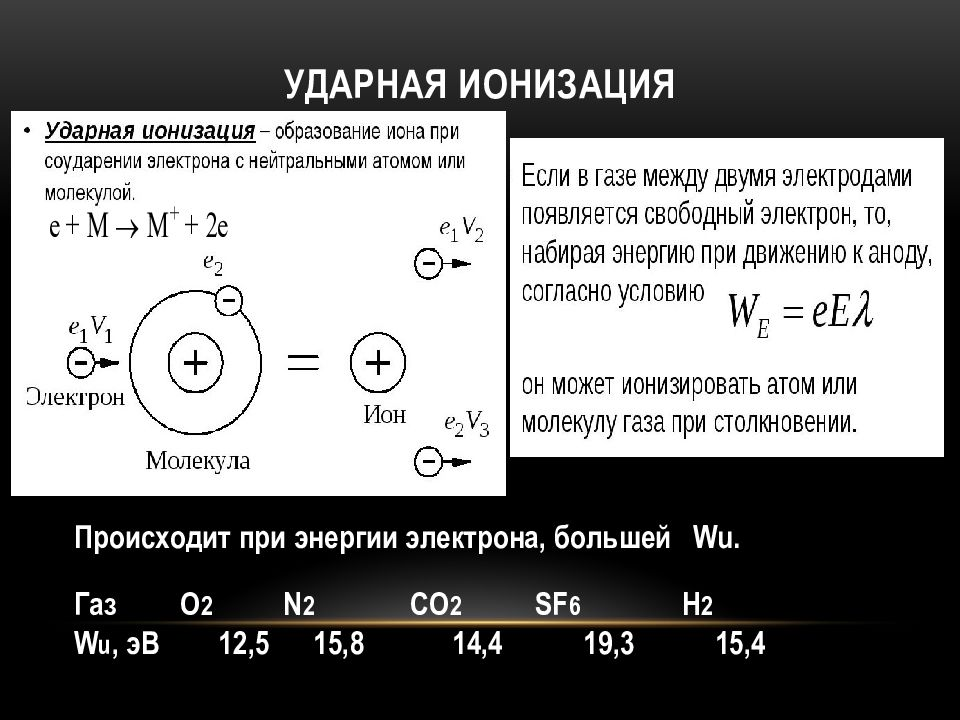 УДАРНАЯ ИОНИЗАЦИЯ
• Ударная ионизация – образование иона при
соударении электрона с нейтральными атомом или
молекулой.
e + M → M⁺ + 2e
e₂
e₁V₁
Электрон
+
Молекула
=
+
Ион
e₁V₂
e₂V₃
Если в газе между двумя электродами
появляется свободный электрон, то,
набирая энергию при движению к аноду,
согласно условию
W_E = eEλ
он может ионизировать атом или
молекулу газа при столкновении.
Происходит при энергии электрона, большей Wu.
Газ O2 N2 CO2 SF6 H2
Wu, эВ 12,5 15,8 14,4 19,3 15,4